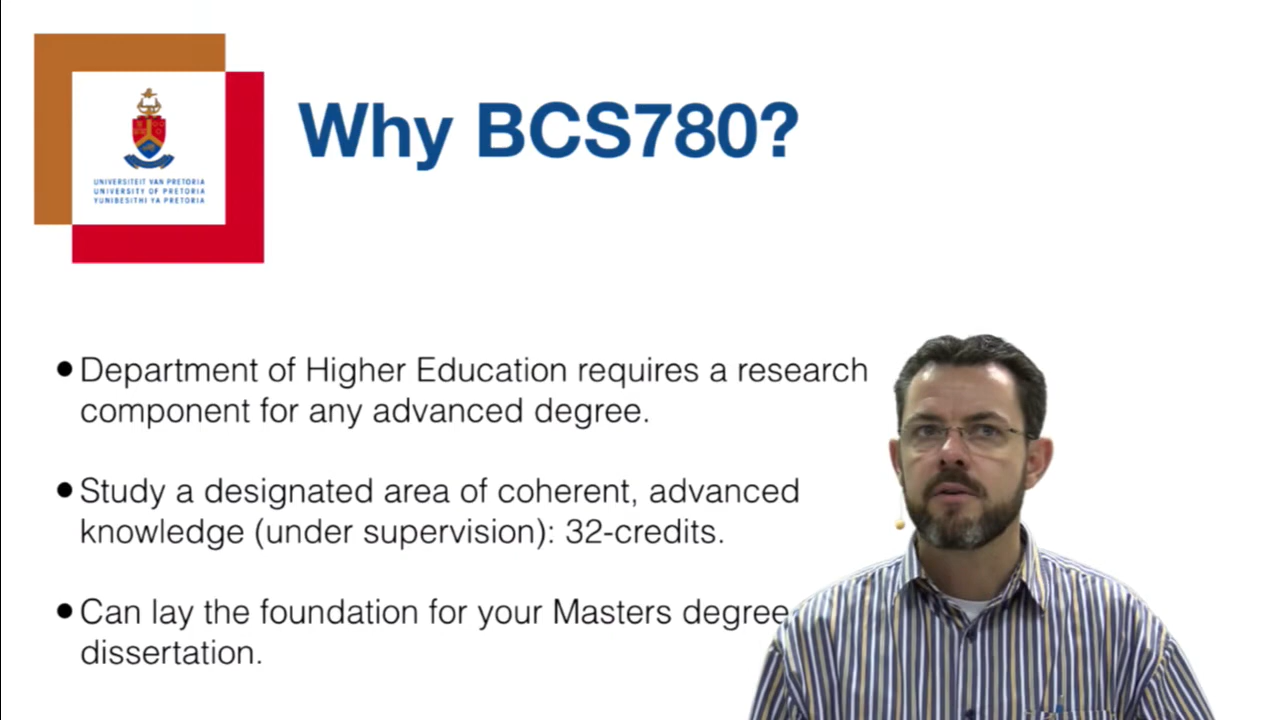 UNIVERSITEIT VAN PRETORIA
UNIVERSITY OF PRETORIA
YUNIBESITHI YA PRETORIA
Why BCS780?
•Department of Higher Education requires a research
component for any advanced degree.
•Study a designated area of coherent, advanced
knowledge (under supervision): 32-credits.
•Can lay the foundation for your Masters degree
dissertation.